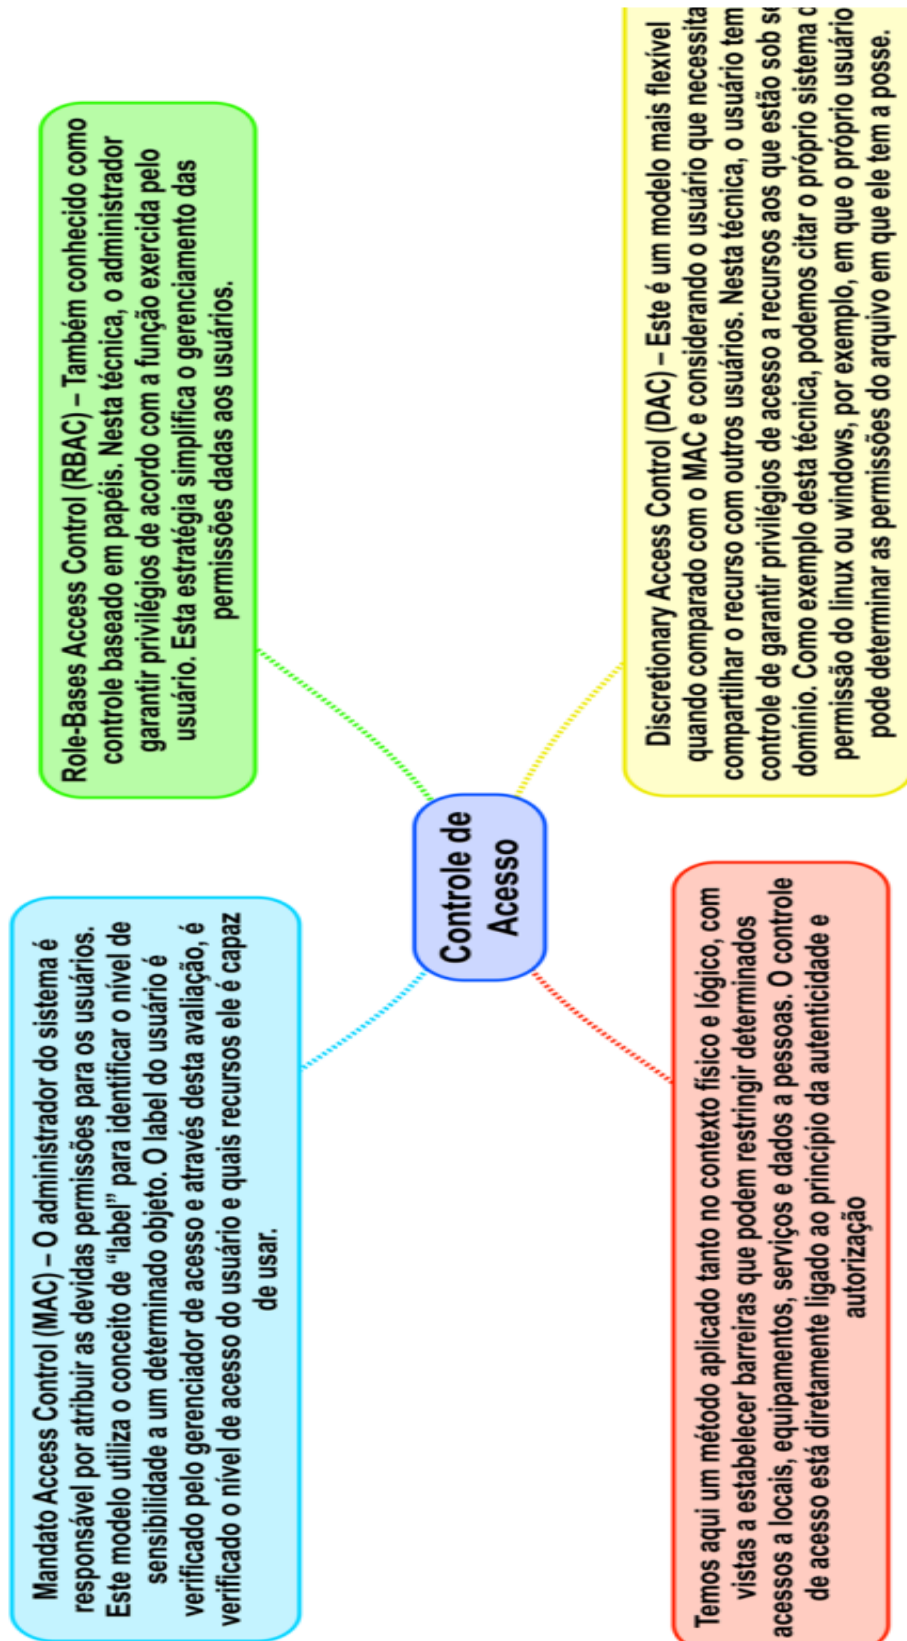 Mandato Access Control (MAC) – O administrador do sistema é
responsável por atribuir as devidas permissões para os usuários.
Este modelo utiliza o conceito de “label” para identificar o nível de
sensibilidade a um determinado objeto. O label do usuário é
verificado pelo gerenciador de acesso e através desta avaliação, é
verificado o nível de acesso do usuário e quais recursos ele é capaz
de usar.
Role-Bases Access Control (RBAC) – Também conhecido como
controle baseado em papéis. Nesta técnica, o administrador
garantir privilégios de acordo com a função exercida pelo
usuário. Esta estratégia simplifica o gerenciamento das
permissões dadas aos usuários.
Controle de
Acesso
Temos aqui um método aplicado tanto no contexto físico e lógico, com
vistas a estabelecer barreiras que podem restringir determinados
acessos a locais, equipamentos, serviços e dados a pessoas. O controle
de acesso está diretamente ligado ao princípio da autenticidade e
autorização
Discretionary Access Control (DAC) – Este é um modelo mais flexível
quando comparado com o MAC e considerando o usuário que necessita
compartilhar o recurso com outros usuários. Nesta técnica, o usuário tem
controle de garantir privilégios de acesso a recursos aos que estão sob
domínio. Como exemplo desta técnica, podemos citar o próprio sistema
permissão do linux ou windows, por exemplo, em que o próprio usuário
pode determinar as permissões do arquivo em que ele tem a posse.